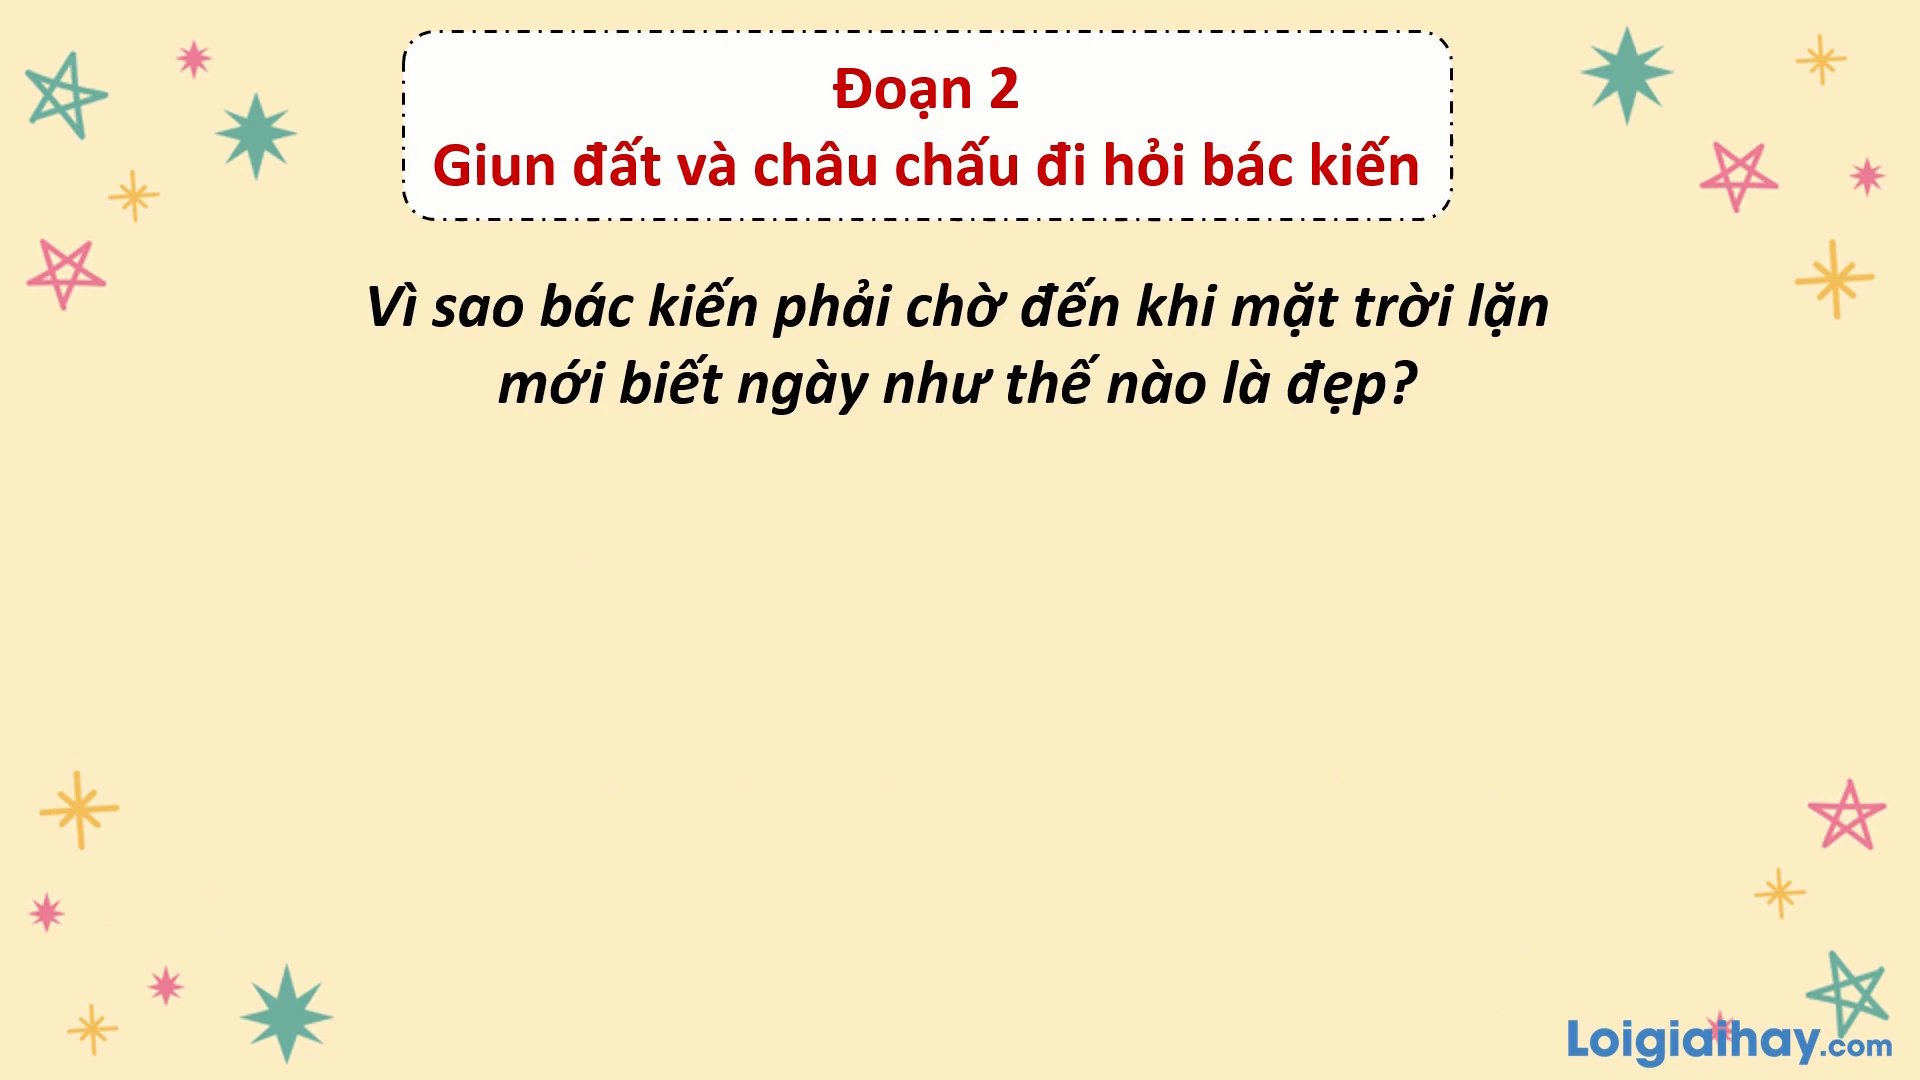 Đoạn 2
Giun đất và châu chấu đi hỏi bác kiến
Vì sao bác kiến phải chờ đến khi mặt trời lặn
mới biết ngày như thế nào là đẹp?
Loigiaihay.com